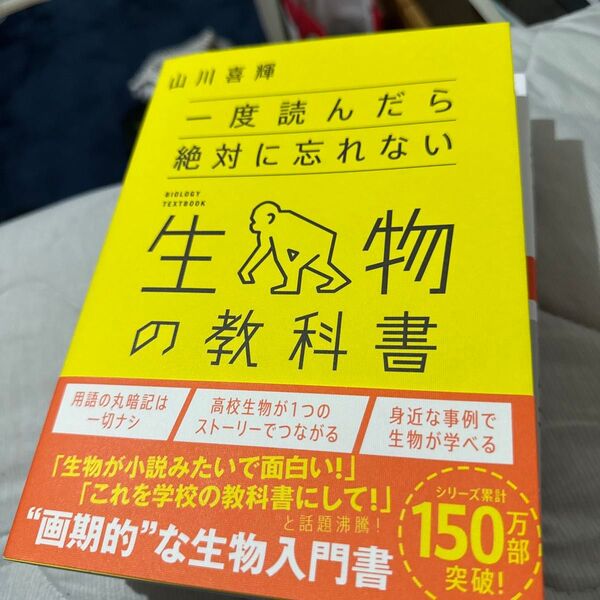 山川喜輝
一度読んだら
絶対に忘れない
BIOLOGY
TEXTBOOK
生物
の教科書
用語の丸暗記は
一切ナシ
高校生物が1つの
ストーリーでつながる
身近な事例で
生物が学べる
「生物が小説みたいで面白い!」
「これを学校の教科書にして!」
と話題沸騰!
“画期的”な生物入門書
シリーズ累計
150万部
突破!